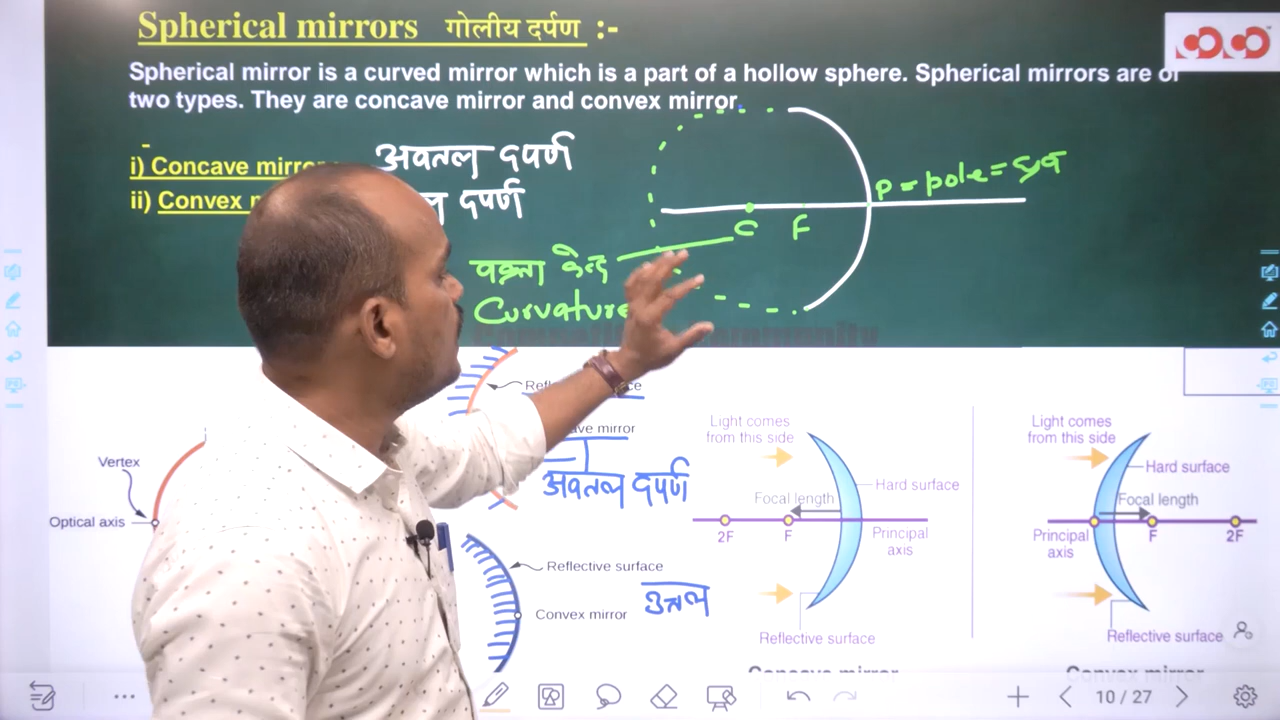 Spherical mirrors गोलीय दर्पण :-
Spherical mirror is a curved mirror which is a part of a hollow sphere. Spherical mirrors are of
two types. They are concave mirror and convex mirror.
i) Concave mirror
अवतल दर्पण
ii) Convex
दर्पण
P = pole =
C
F
वक्रता केन्द्र
Curvature
Vertex
Optical axis
mirror
अवतल दर्पण
Reflective surface
Convex mirror
उत्तल
Light comes
from this side
Hard surface
Focal length
2F
F
Principal
axis
Reflective surface
Concave mirror
Light comes
from this side
Hard surface
Focal length
Principal
axis
F
2F
Reflective surface
Convex mirror
10 / 27